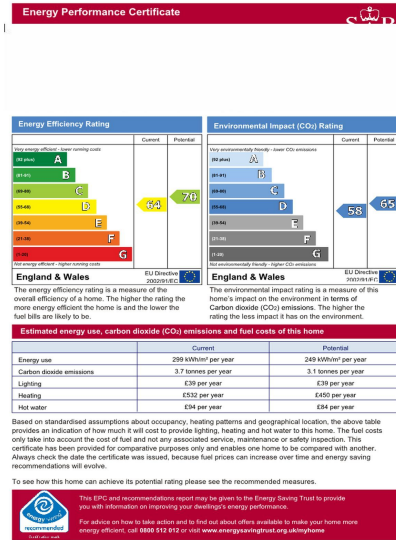 Energy Performance Certificate
Energy Efficiency Rating
Current
Potential
Very energy efficient - lower running costs
(92 plus) A
(81-91) B
(69-80) C
(55-68) D
(39-54) E
(21-38) F
(1-20) G
64
70
Not energy efficient - higher running costs
England & Wales
EU Directive
2002/91/EC
The energy efficiency rating is a measure of the
overall efficiency of a home. The higher the rating the
more energy efficient the home is and the lower the
fuel bills are likely to be.
Environmental Impact (CO2) Rating
Current
Potential
Very environmentally friendly - lower CO2 emissions
(92 plus) A
(81-91) B
(69-80) C
(55-68) D
(39-54) E
(21-38) F
(1-20) G
58
65
Not environmentally friendly - higher CO2 emissions
England & Wales
EU Directive
2002/91/EC
The environmental impact rating is a measure of this
home's impact on the environment in terms of
Carbon dioxide (CO2) emissions. The higher the
rating the less impact it has on the environment.
Estimated energy use, carbon dioxide (CO2) emissions and fuel costs of this home
Current Potential
Energy use 299 kWh/m² per year 249 kWh/m² per year
Carbon dioxide emissions 3.7 tonnes per year 3.1 tonnes per year
Lighting £39 per year £39 per year
Heating £532 per year £450 per year
Hot water £94 per year £84 per year
Based on standardised assumptions about occupancy, heating patterns and geographical location, the above table
provides an indication of how much it will cost to provide lighting, heating and hot water to this home. The fuel costs
only take into account the cost of fuel and not any associated service, maintenance or safety inspection. This
certificate has been provided for comparative purposes only and enables one home to be compared with another.
Always check the date the certificate was issued, because fuel prices can increase over time and energy saving
recommendations will evolve.
To see how this home can achieve its potential rating please see the recommended measures.
energy saving
recommended
This EPC and recommendations report may be given to the Energy Saving Trust to provide
you with information on improving your dwellings's energy performance.
For advice on how to take action and to find out about offers available to make your home more
energy efficient, call 0800 512 012 or visit www.energysavingtrust.org.uk/myhome